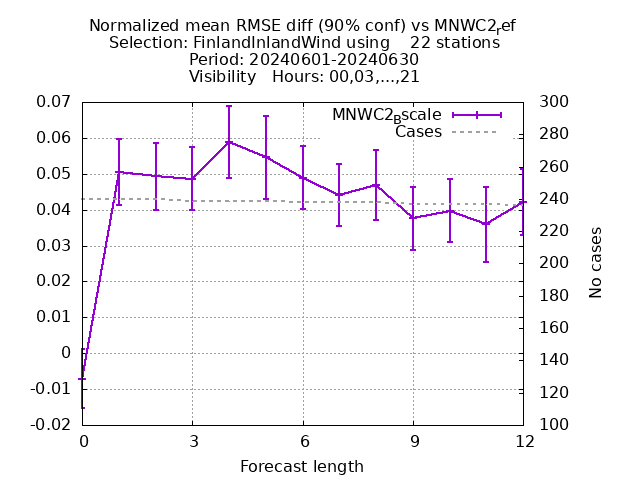 Normalized mean RMSE diff (90% conf) vs MNWC2ref
Selection: FinlandInlandWind using 22 stations
Period: 20240601-20240630
Visibility Hours: 00,03,...,21
MNWC2Bscale
Cases
0.07
0.06
0.05
0.04
0.03
0.02
0.01
0
-0.01
-0.02
300
280
260
240
220
200
180
160
140
120
100
No cases
0 3 6 9 12
Forecast length